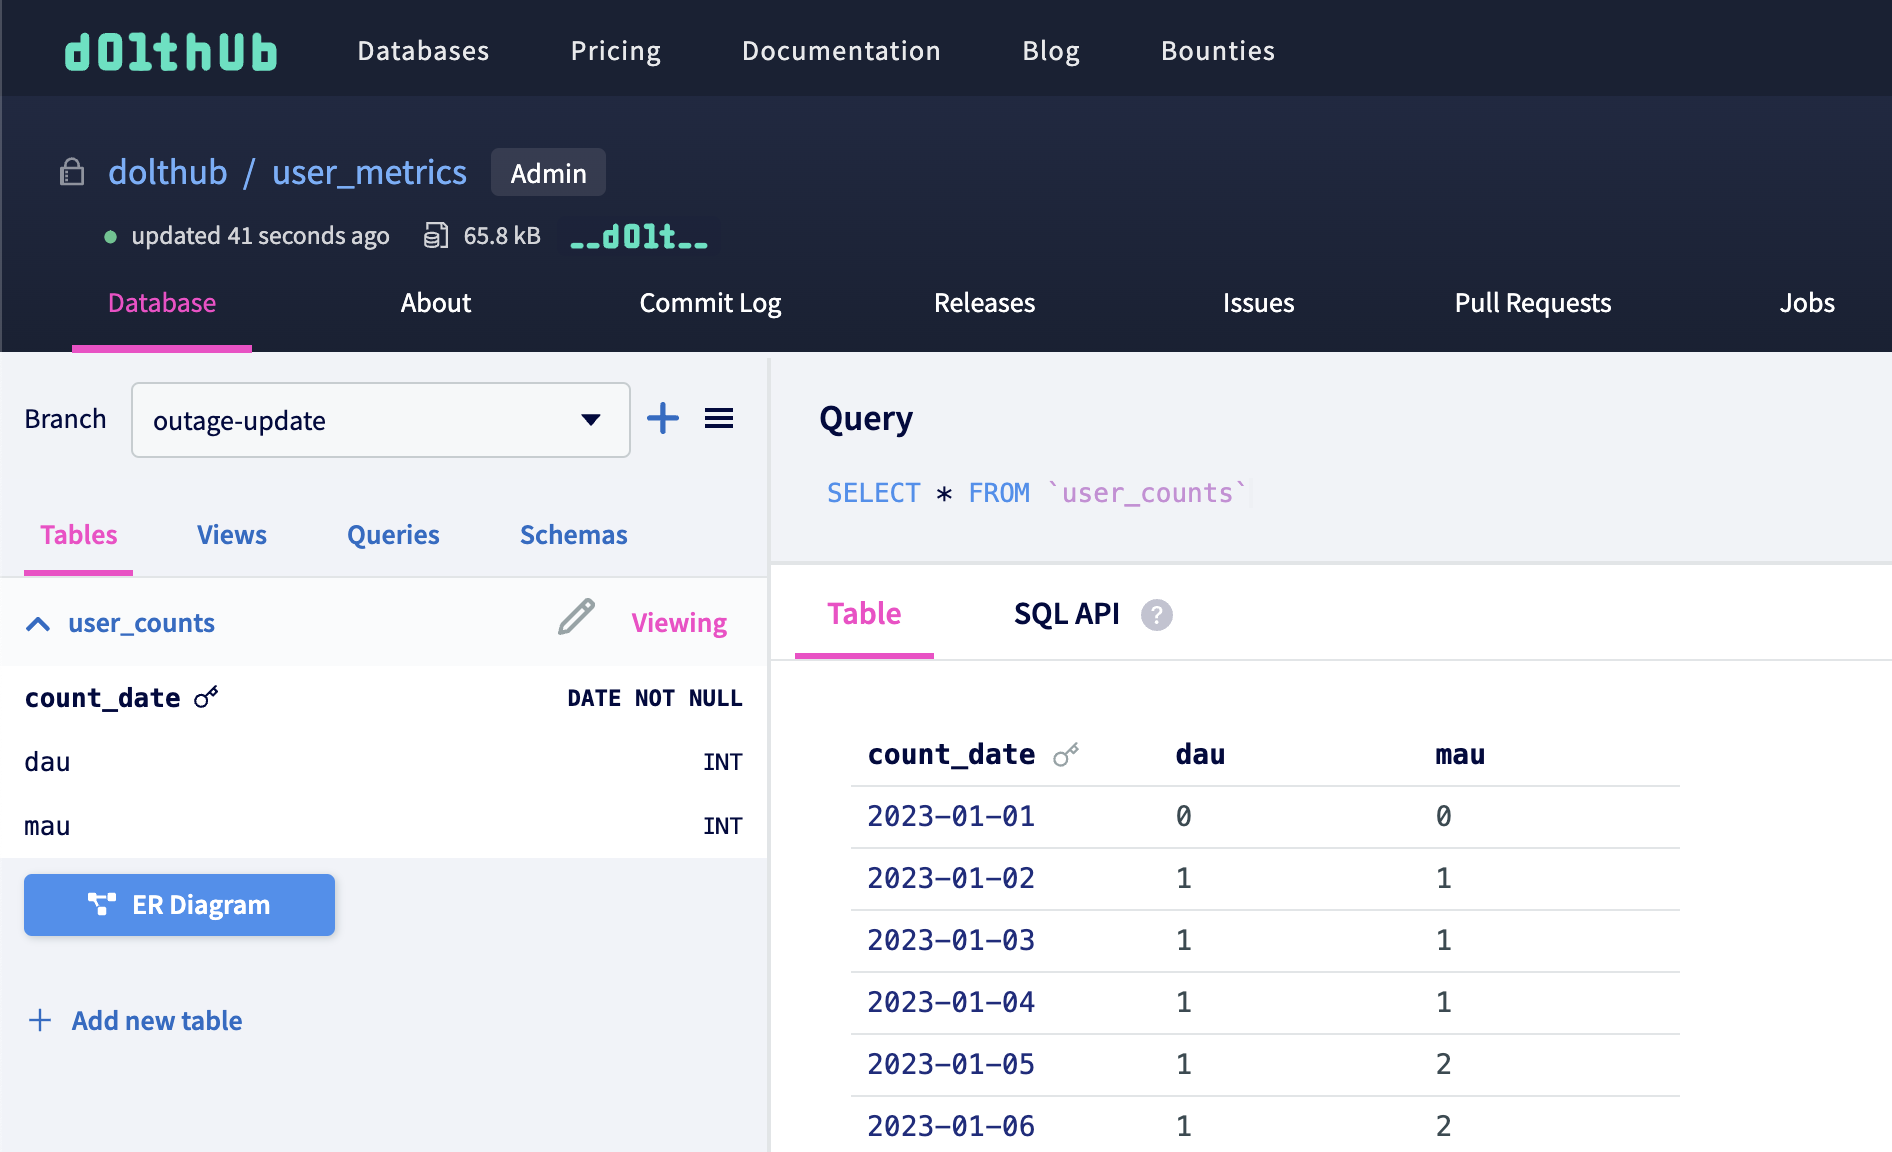 dolthub Databases Pricing Documentation Blog Bounties
dolthub / user_metrics Admin
updated 41 seconds ago 65.8 kB __dolt__
Database About Commit Log Releases Issues Pull Requests Jobs
Branch outage-update
Tables Views Queries Schemas
user_counts Viewing
count_date DATE NOT NULL
dau INT
mau INT
ER Diagram
Add new table
Query
SELECT * FROM `user_counts`
Table SQL API ?
count_date dau mau
2023-01-01 0 0
2023-01-02 1 1
2023-01-03 1 1
2023-01-04 1 1
2023-01-05 1 2
2023-01-06 1 2